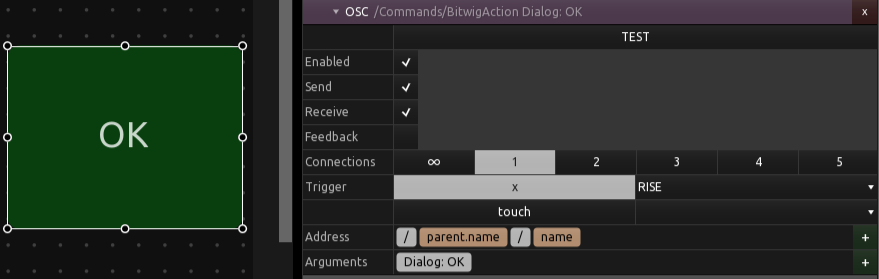 OSC /Commands/BitwigAction Dialog: OK x
TEST
Enabled
Send
Receive
Feedback
Connections ∞ 1 2 3 4 5
Trigger x RISE
touch
Address / parent.name / name +
Arguments Dialog: OK +
OK